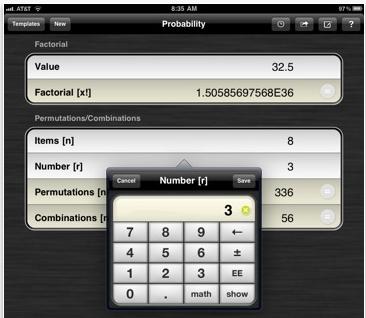 AT&T 8:35 AM 97%
Templates New Probability ?
Factorial
Value 32.5
Factorial [x!] 1.50585697568E36
Permutations/Combinations
Items [n] 8
Number [r] 3
Permutations [n 336
Combinations [r 56
Cancel Number [r] Save
3
7 8 9 ←
4 5 6 ±
1 2 3 EE
0 . math show